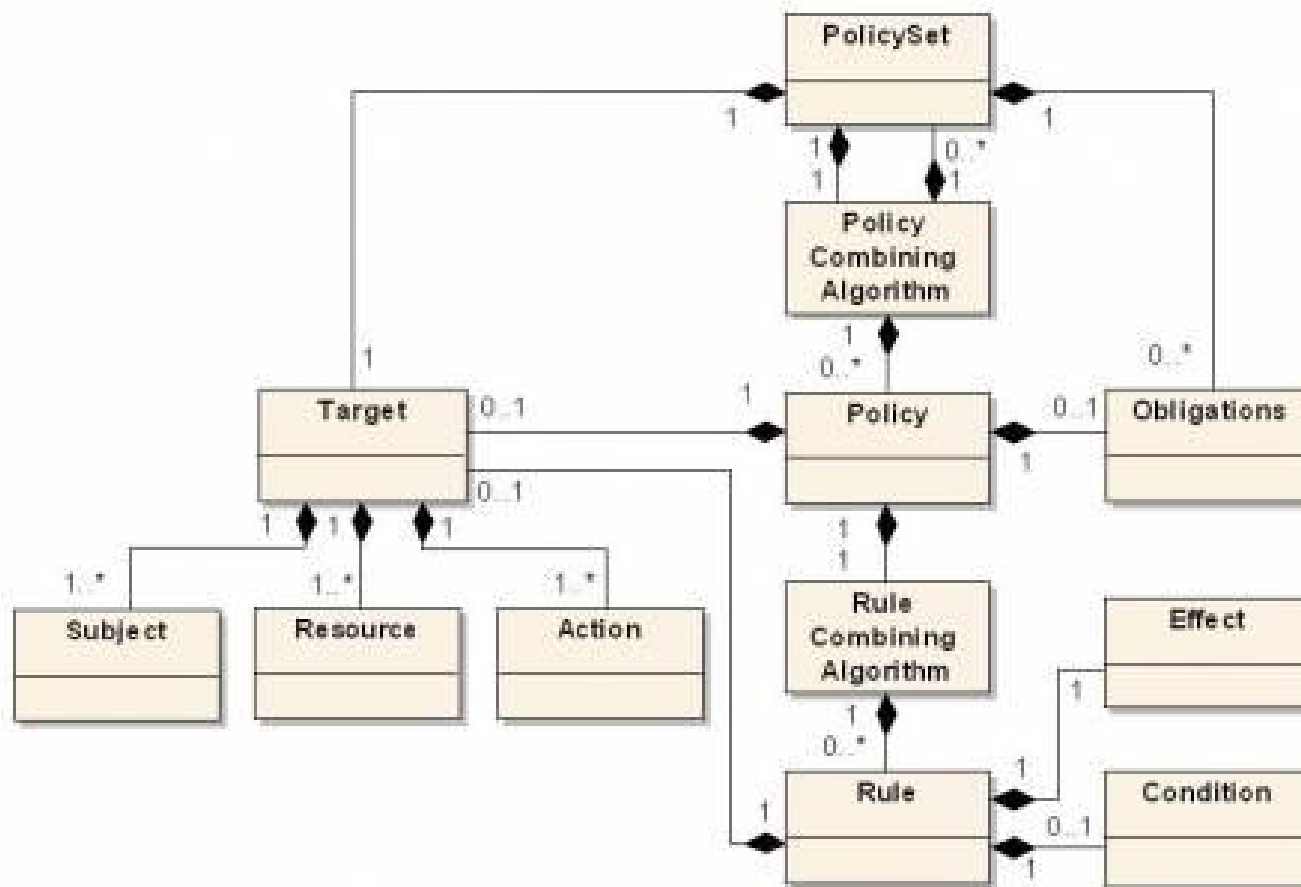 PolicySet
1
1
1
0..*
1
1
Policy
Combining
Algorithm
1
0..*
1
0..*
Target
0..1
1
Policy
0..1
Obligations
1
0..1
1
1
1
1
1
1..*
1..*
1..*
Subject
Resource
Action
Rule
Combining
Algorithm
Effect
1
1
0..*
1
1
Rule
Condition
0..1
1